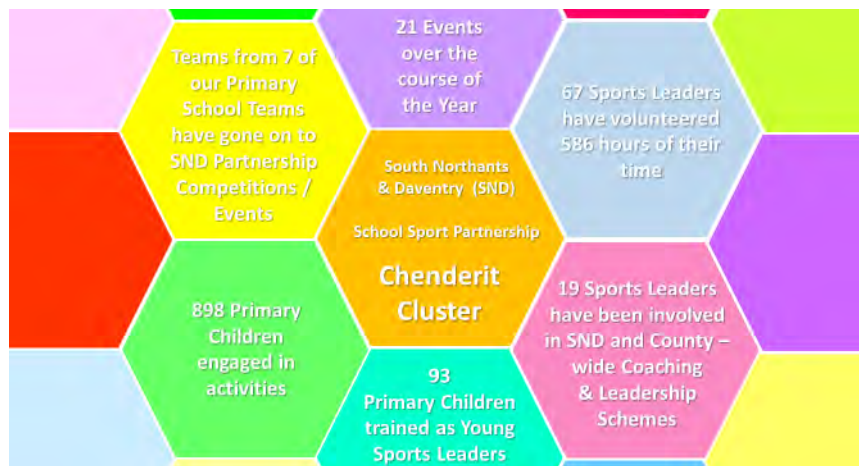 Teams from 7 of
our Primary
School Teams
have gone on to
SND Partnership
Competitions /
Events
21 Events
over the
course of
the Year
67 Sports Leaders
have volunteered
586 hours of their
time
South Northants
& Daventry (SND)
School Sport Partnership
Chenderit
Cluster
898 Primary
Children
engaged in
activities
93
Primary Children
trained as Young
Sports Leaders
19 Sports Leaders
have been involved
in SND and County –
wide Coaching
& Leadership
Schemes